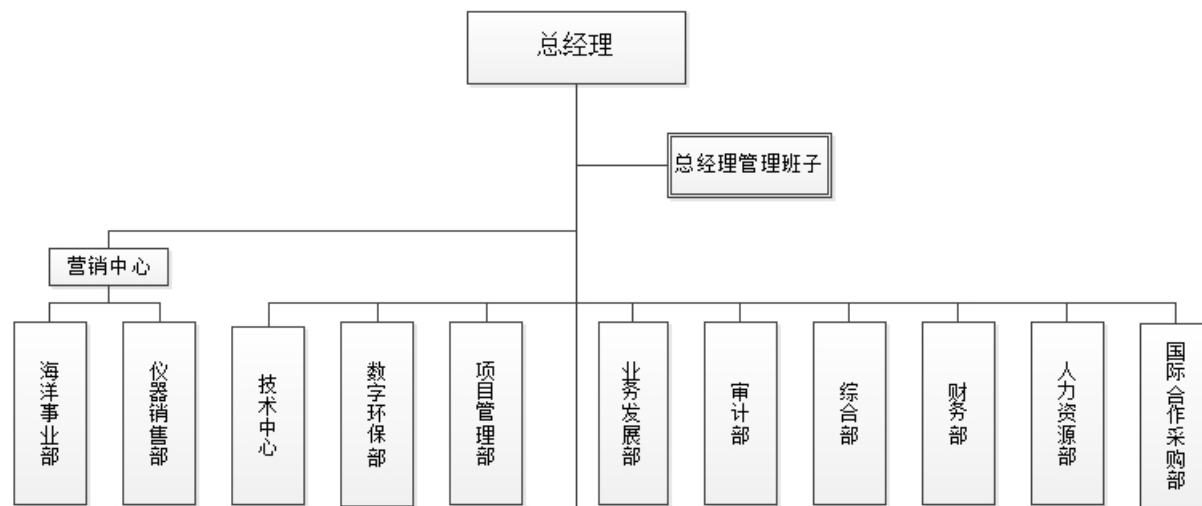 总经理
总经理管理班子
营销中心
海洋事业部
仪器销售部
技术中心
数字环保部
项目管理部
业务发展部
审计部
综合部
财务部
人力资源部
国际合作采购部